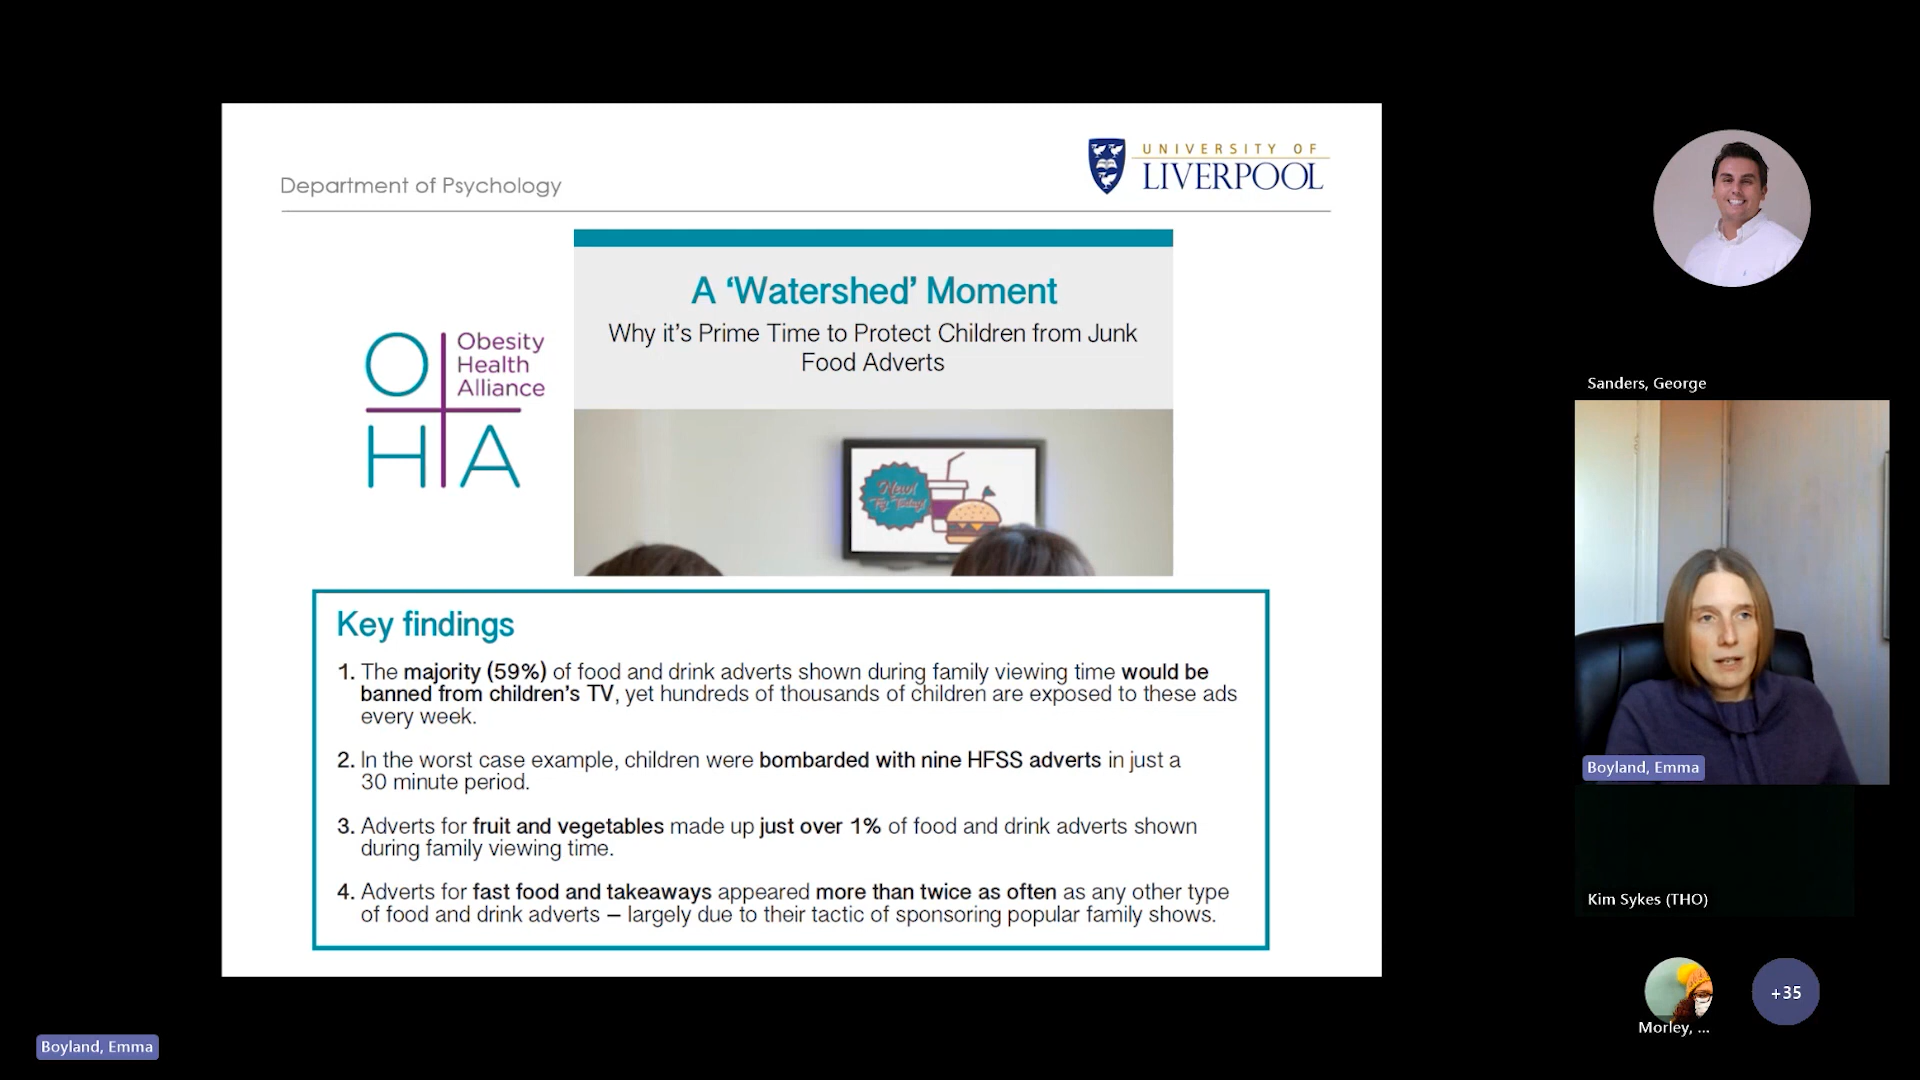 Department of Psychology
UNIVERSITY OF
LIVERPOOL
A ‘Watershed’ Moment
Why it’s Prime Time to Protect Children from Junk
Food Adverts
Obesity
Health
Alliance
O
H A
New!
Try Today!
Key findings
1. The majority (59%) of food and drink adverts shown during family viewing time would be
banned from children’s TV, yet hundreds of thousands of children are exposed to these ads
every week.
2. In the worst case example, children were bombarded with nine HFSS adverts in just a
30 minute period.
3. Adverts for fruit and vegetables made up just over 1% of food and drink adverts shown
during family viewing time.
4. Adverts for fast food and takeaways appeared more than twice as often as any other type
of food and drink adverts – largely due to their tactic of sponsoring popular family shows.
Sanders, George
Boyland, Emma
Kim Sykes (THO)
+35
Morley, ...
Boyland, Emma